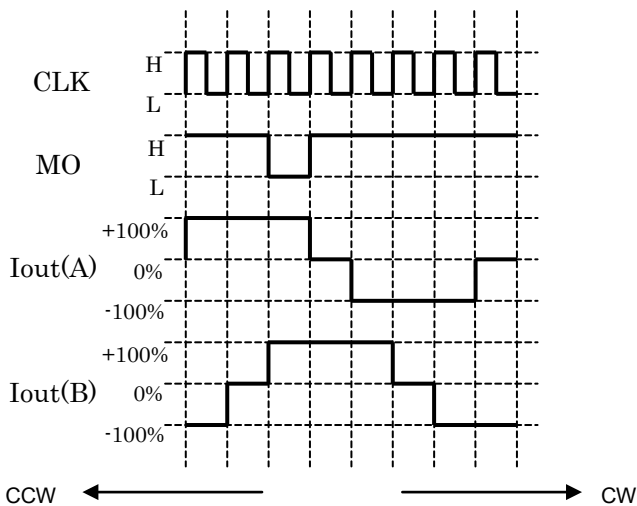 CLK
H
L
MO
H
L
Iout(A)
+100%
0%
-100%
Iout(B)
+100%
0%
-100%
CCW
CW